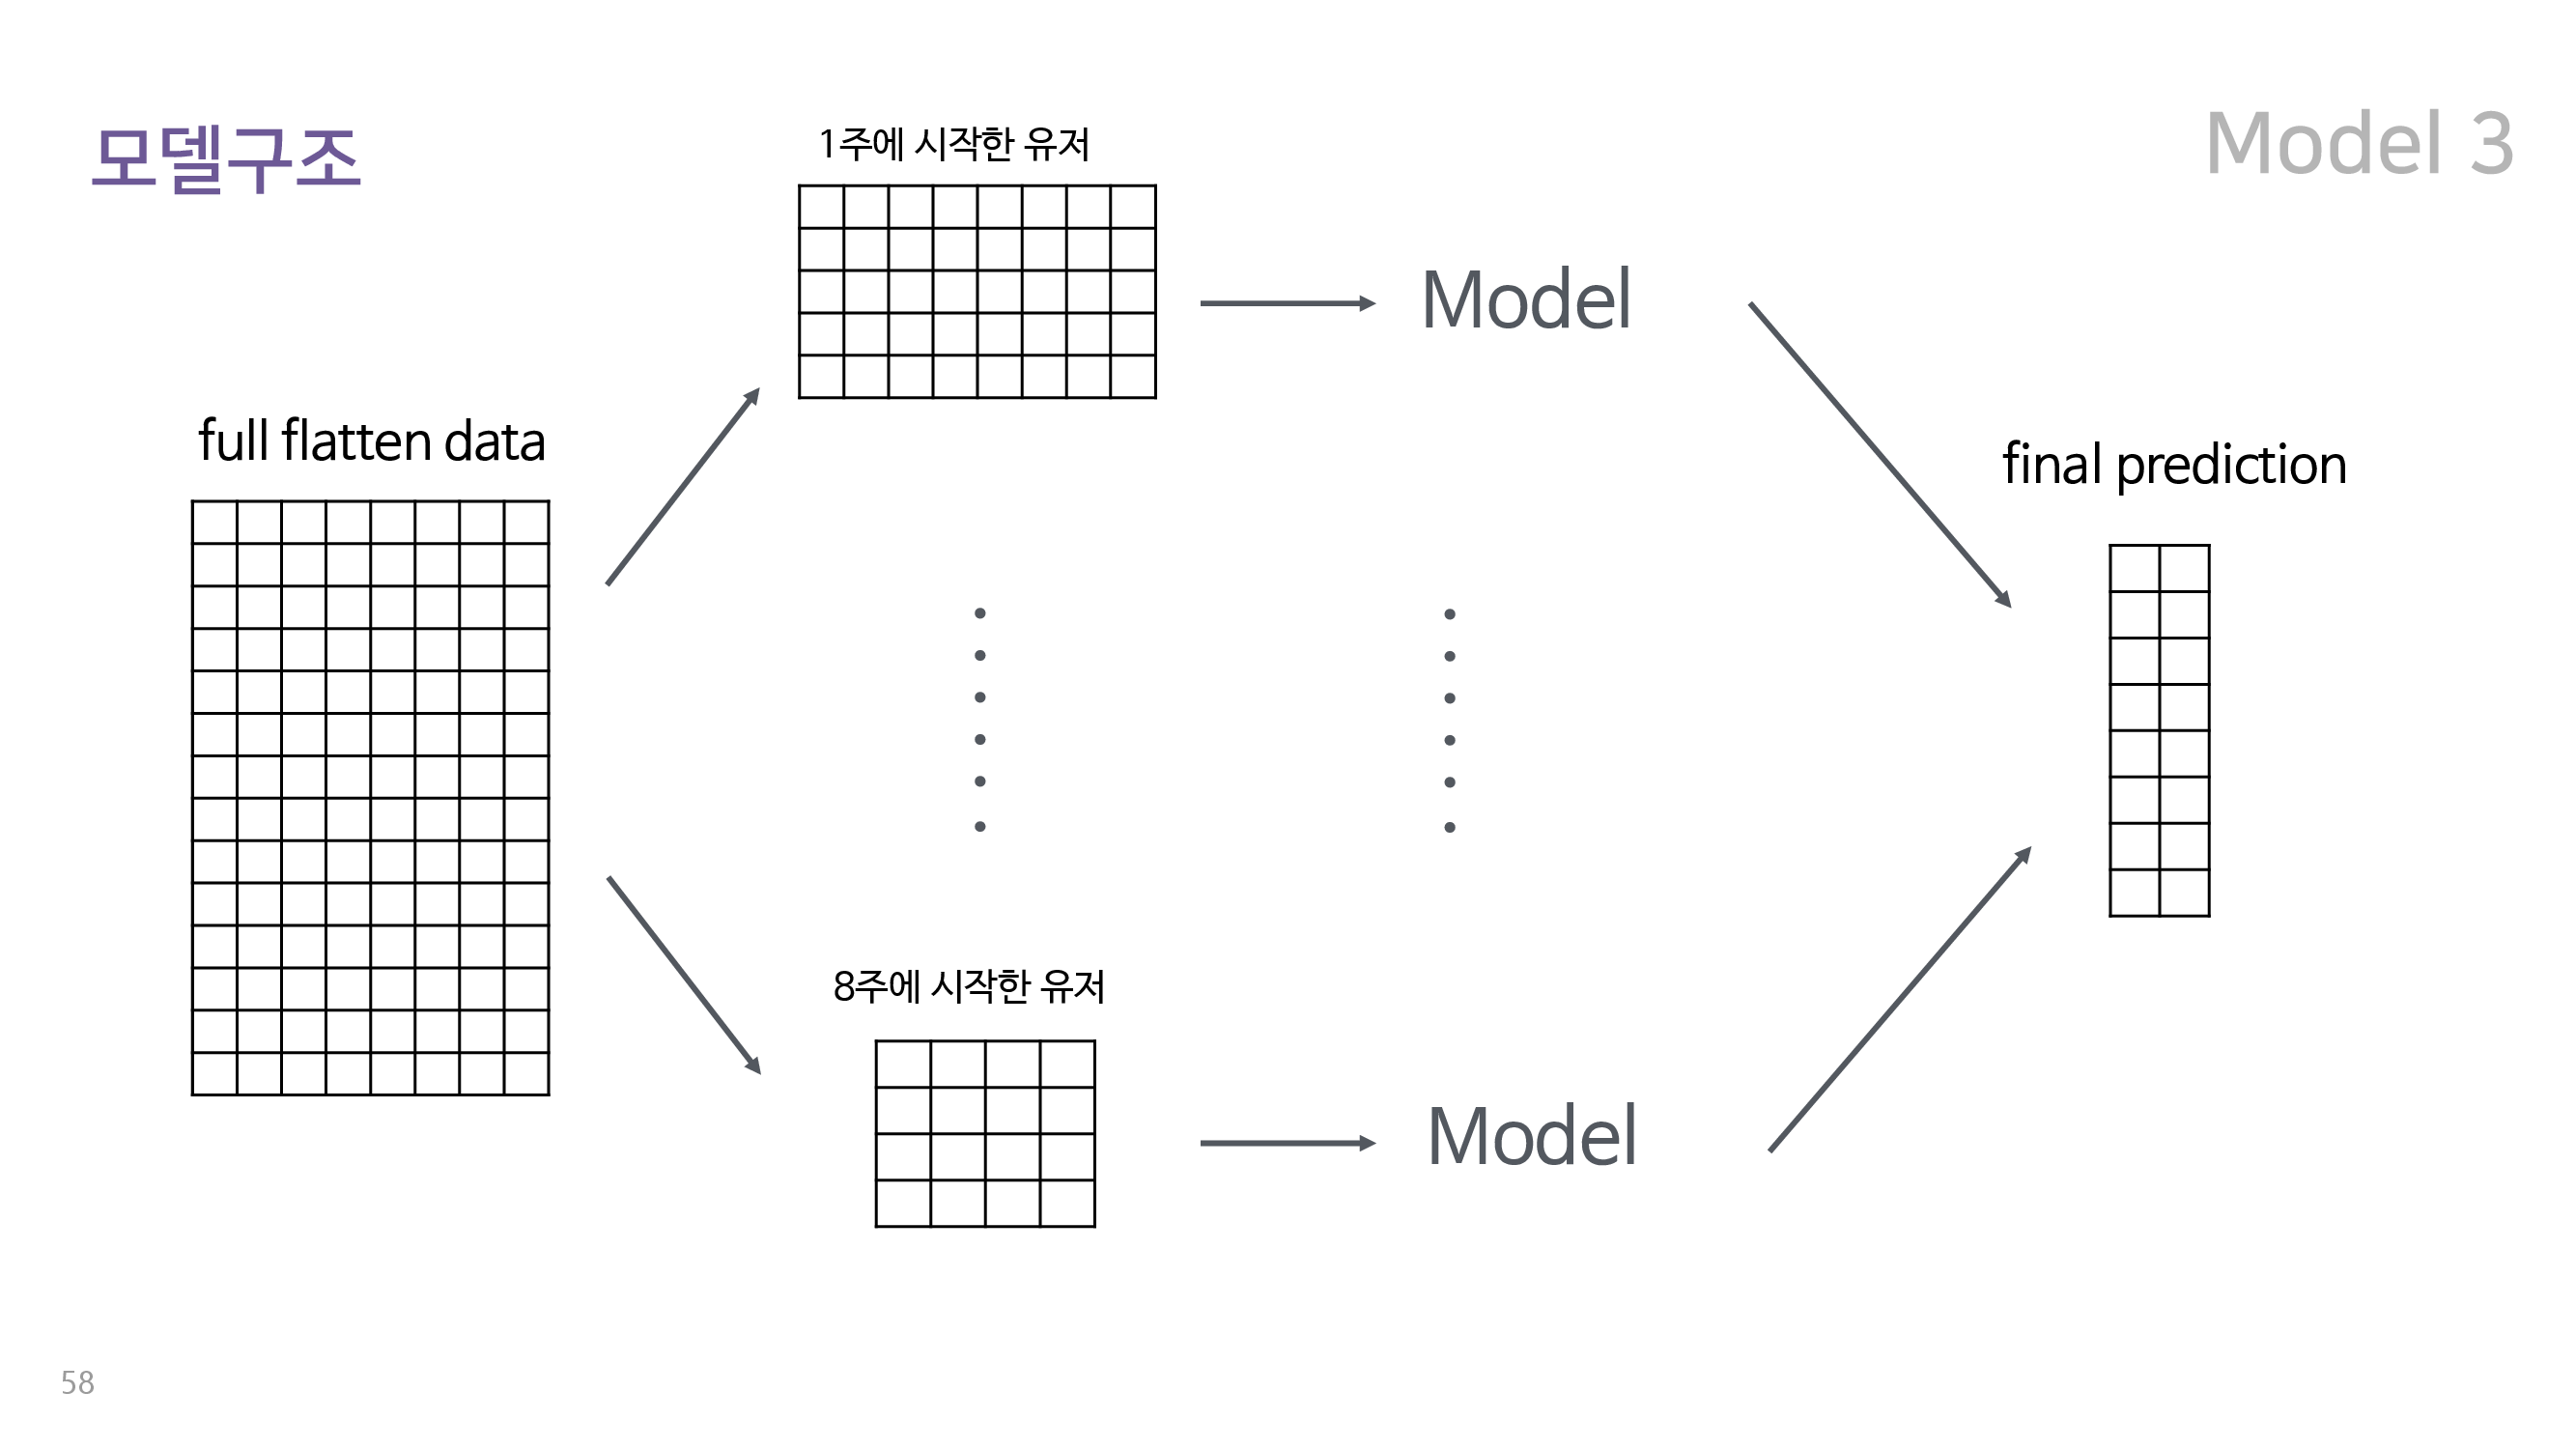 모델구조
Model 3
1주에 시작한 유저
Model
full flatten data
final prediction
8주에 시작한 유저
Model
58